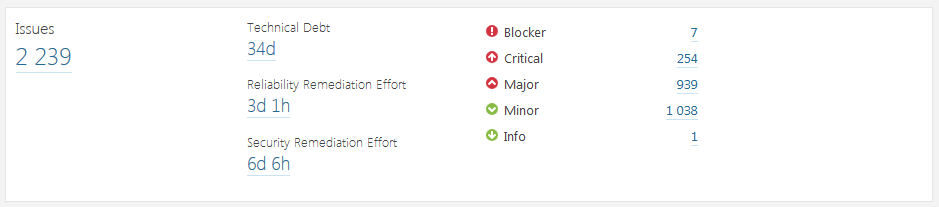 Issues
2 239
Technical Debt
34d
Reliability Remediation Effort
3d 1h
Security Remediation Effort
6d 6h
Blocker 7
Critical 254
Major 939
Minor 1 038
Info 1